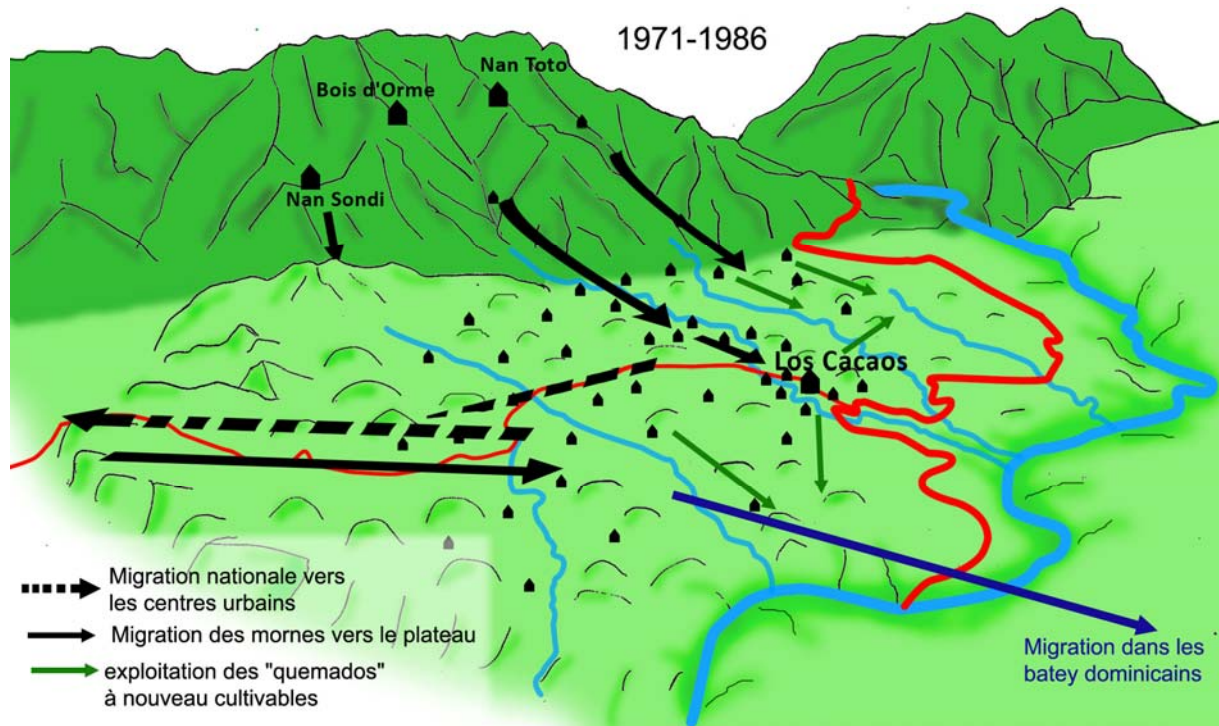 1971-1986
Nan Toto
Bois d'Orme
Nan Sondi
Los Cacaos
Migration nationale vers
les centres urbains
Migration des mornes vers le plateau
exploitation des "quemados"
à nouveau cultivables
Migration dans les
batey dominicains